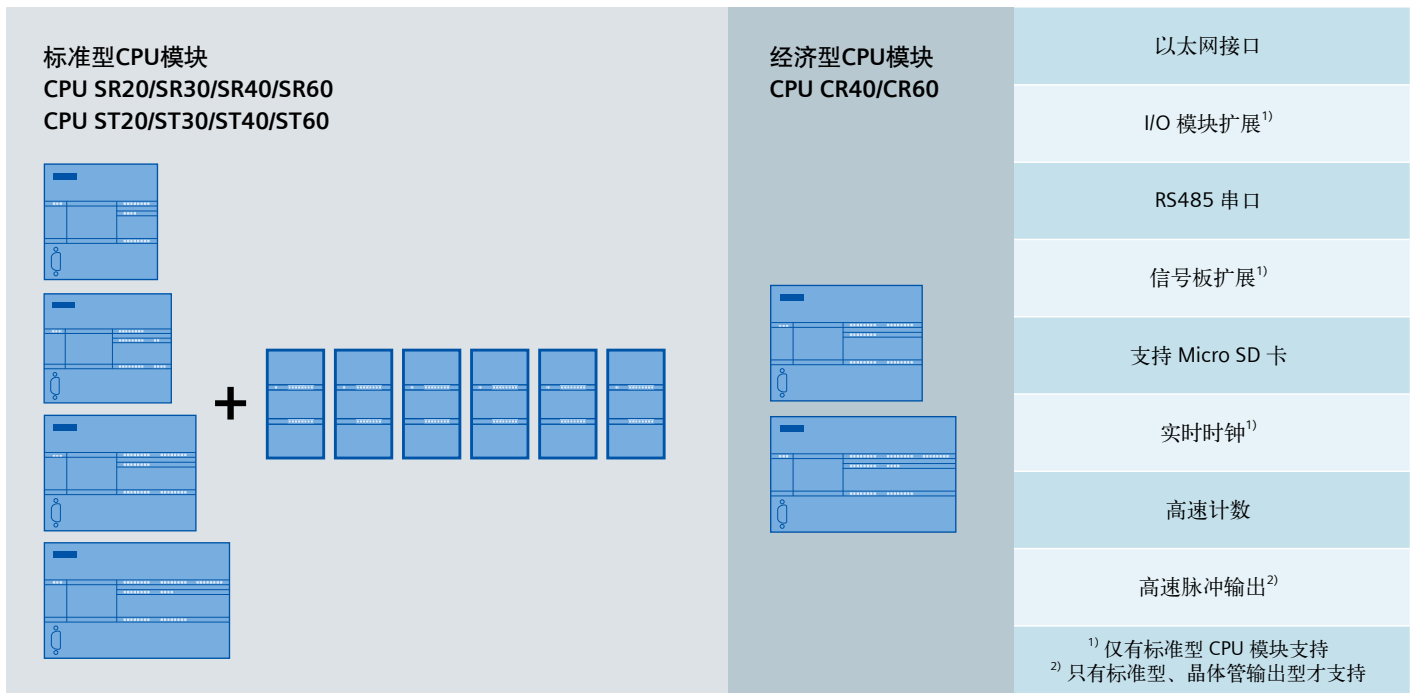 标准型CPU模块
CPU SR20/SR30/SR40/SR60
CPU ST20/ST30/ST40/ST60
经济型CPU模块
CPU CR40/CR60
以太网接口
I/O 模块扩展1)
RS485 串口
信号板扩展1)
支持 Micro SD 卡
实时时钟1)
高速计数
高速脉冲输出2)
1) 仅有标准型 CPU 模块支持
2) 只有标准型、晶体管输出型才支持
+